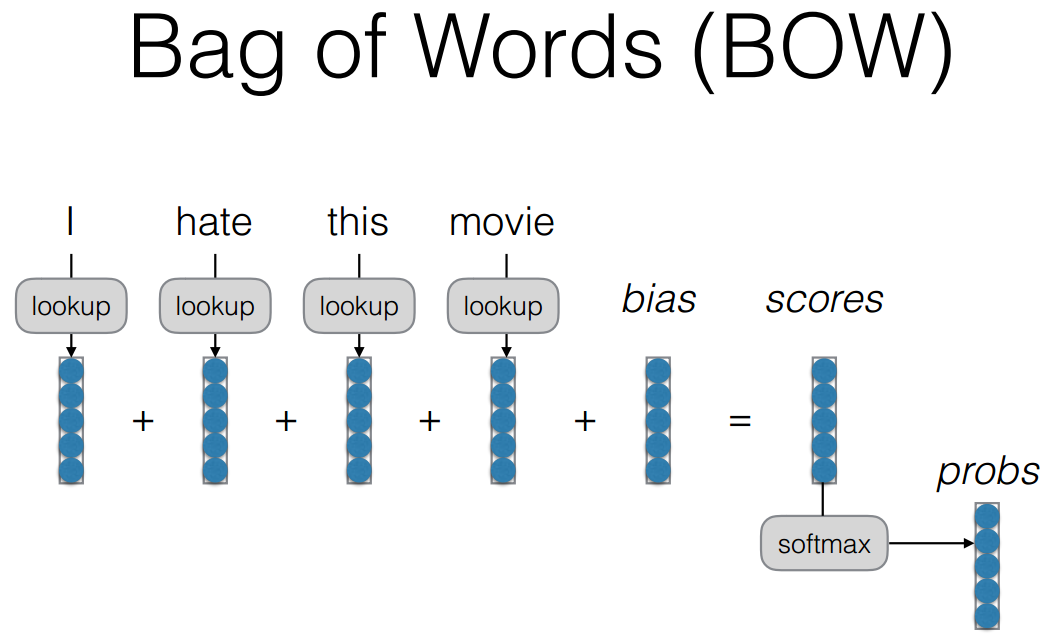 Bag of Words (BOW)
I hate this movie
lookup lookup lookup lookup
bias scores
+ + + + =
probs
softmax